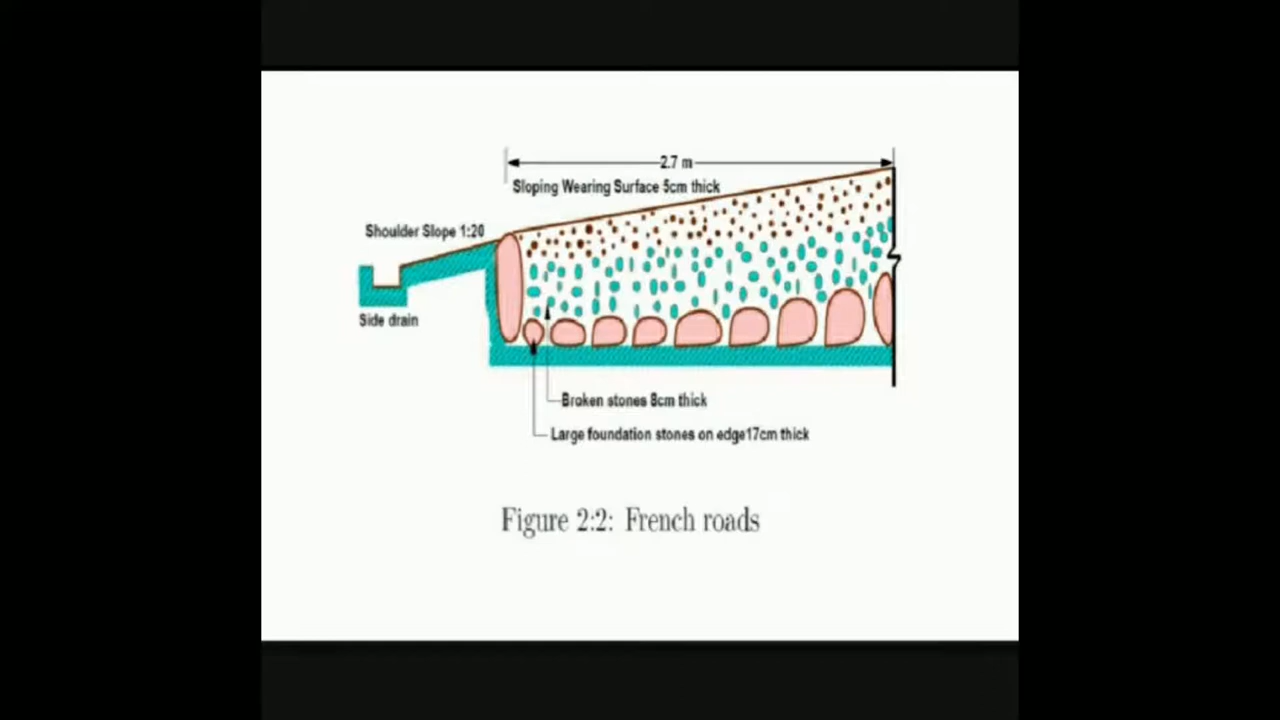 2.7 m
Sloping Wearing Surface 5cm thick
Shoulder Slope 1:20
Side drain
Broken stones 8cm thick
Large foundation stones on edge17cm thick
Figure 2:2: French roads